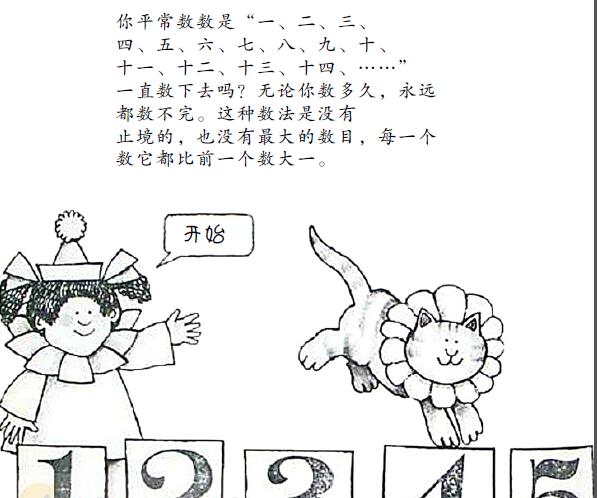 你平常数数是“一、二、三、
四、五、六、七、八、九、十、
十一、十二、十三、十四、……”
一直数下去吗？无论你数多久，永远
都数不完。这种数法是没有
止境的，也没有最大的数目，每一个
数它都比前一个数大一。
开始
1 2 3 4 5